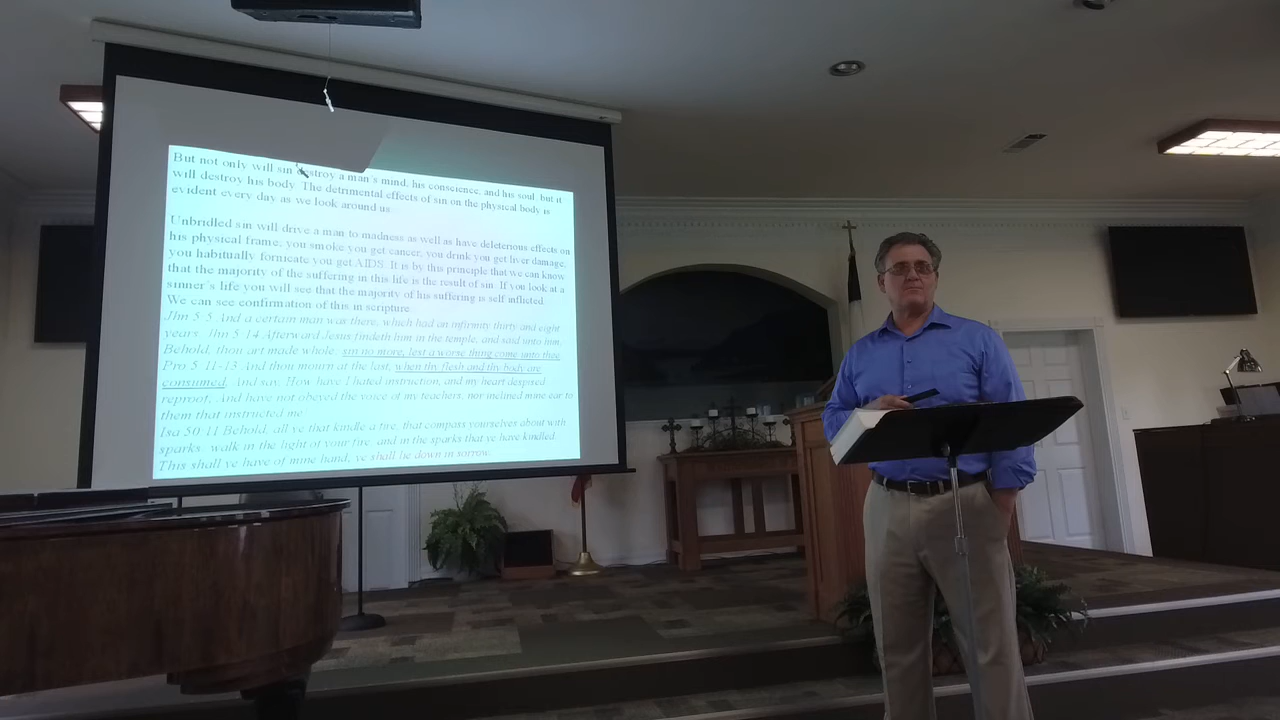 But not only will sin destroy a man's mind, his conscience, and his soul but it
will destroy his body. The detrimental effects of sin on the physical body is
evident every day as we look around us.
Unbridled sin will drive a man to madness as well as have deleterious effects on
his physical frame, you smoke you get cancer, you drink you get liver damage,
you habitually fornicate you get AIDS. It is by this principle that we can know
that the majority of the suffering in this life is the result of sin. If you look at a
sinner's life you will see that the majority of his suffering is self inflicted.
We can see confirmation of this in scripture.
Jhn 5:5 And a certain man was there, which had an infirmity thirty and eight
years. Jhn 5:14 Afterward Jesus findeth him in the temple, and said unto him,
Behold, thou art made whole: sin no more, lest a worse thing come unto thee.
Pro 5:11-13 And thou mourn at the last, when thy flesh and thy body are
consumed, And say, How have I hated instruction, and my heart despised
reproof; And have not obeyed the voice of my teachers, nor inclined mine ear to
them that instructed me.
Isa 50:11 Behold, all ye that kindle a fire, that compass yourselves about with
sparks: walk in the light of your fire, and in the sparks that ye have kindled.
This shall ye have of mine hand; ye shall lie down in sorrow.